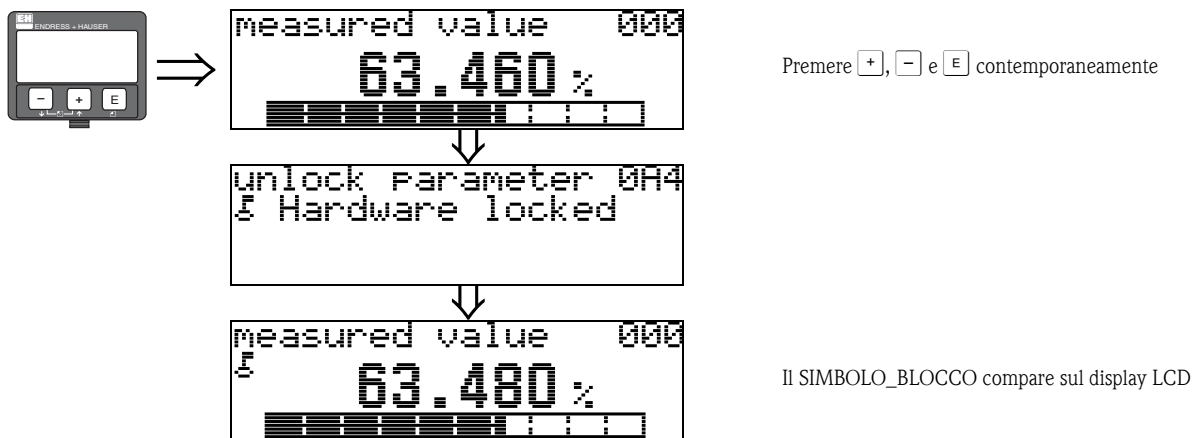 EH
ENDRESS + HAUSER
- + E
measured value 000
63.460 %
Premere +, - e E contemporaneamente
unlock parameter 0A4
Hardware locked
measured value 000
63.480 %
Il SIMBOLO_BLOCCO compare sul display LCD